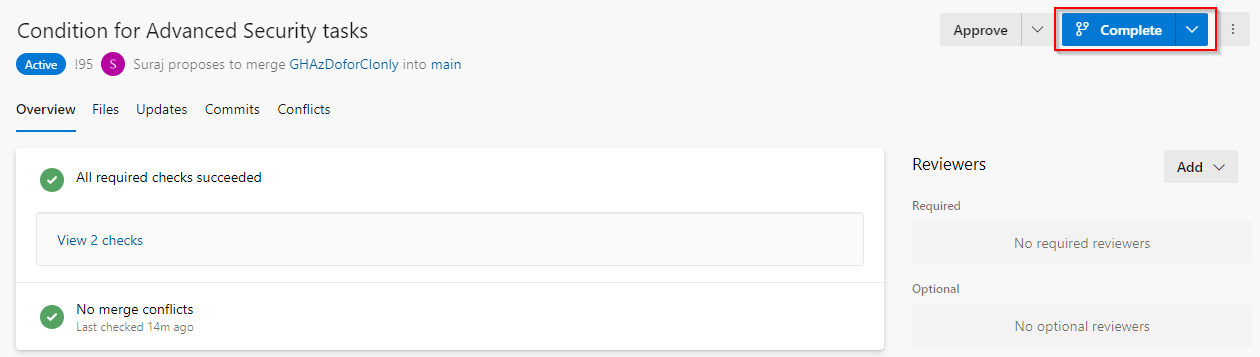 Condition for Advanced Security tasks
Approve
Complete
Active !95 S Suraj proposes to merge GHAzDoforCIonly into main
Overview Files Updates Commits Conflicts
All required checks succeeded
View 2 checks
No merge conflicts
Last checked 14m ago
Reviewers
Add
Required
No required reviewers
Optional
No optional reviewers